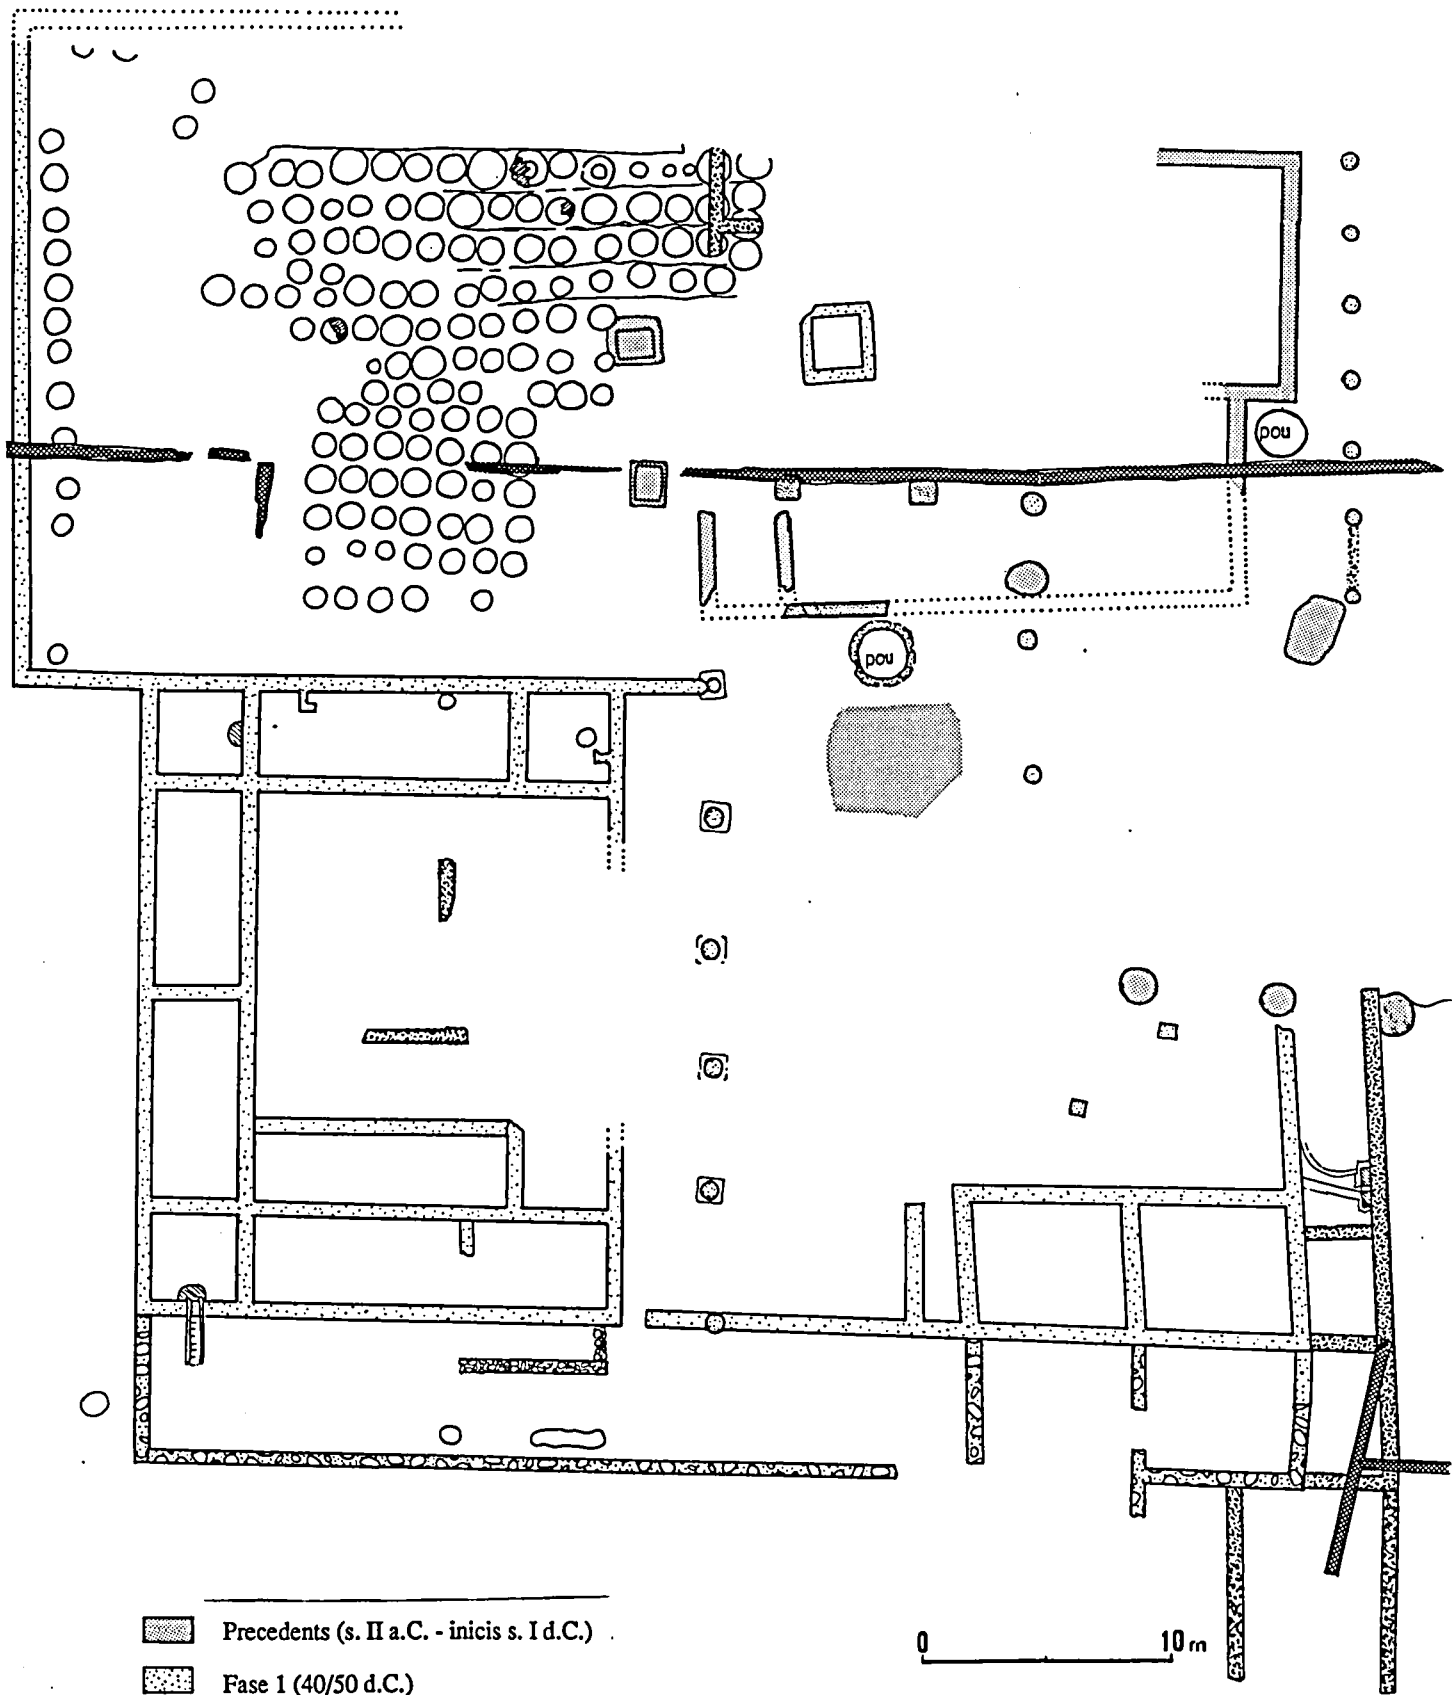 pou
pou
Precedents (s. II a.C. - inicis s. I d.C.)
Fase 1 (40/50 d.C.)
0 10 m